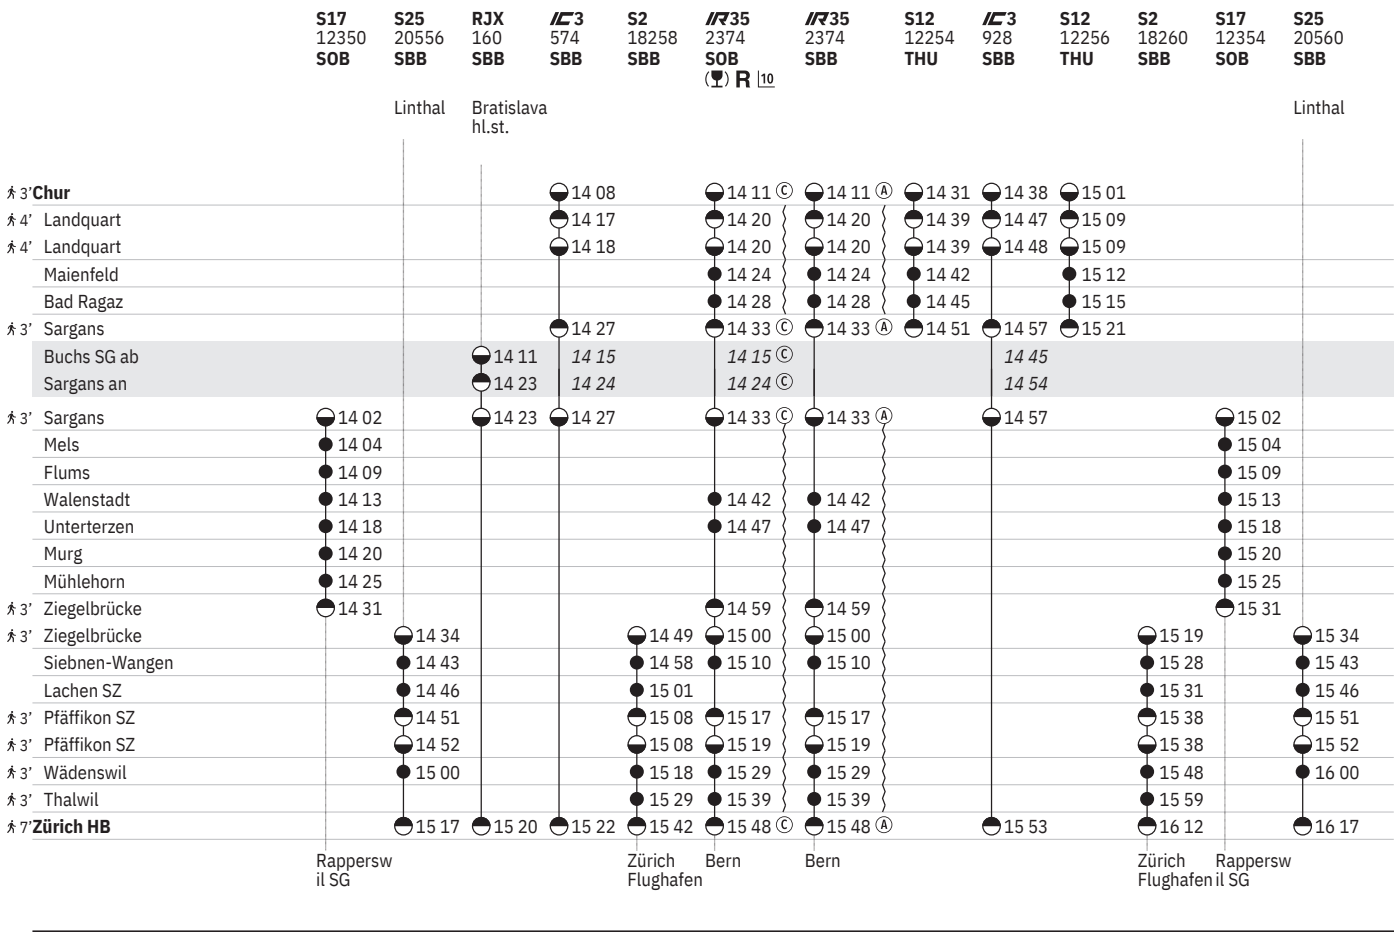 S17 S25 RJX IC3 S2 IR35 IR35 S12 IC3 S12 S2 S17 S25
12350 20556 160 574 18258 2374 2374 12254 928 12256 18260 12354 20560
SOB SBB SBB SBB SBB SOB SBB THU SBB THU SBB SOB SBB
R 10
Linthal Bratislava Linthal
hl.st.
3’ Chur 14 08 14 11 C 14 11 A 14 31 14 38 15 01
4’ Landquart 14 17 14 20 14 20 14 39 14 47 15 09
4’ Landquart 14 18 14 20 14 20 14 39 14 48 15 09
Maienfeld 14 24 14 24 14 42 15 12
Bad Ragaz 14 28 14 28 14 45 15 15
3’ Sargans 14 27 14 33 C 14 33 A 14 51 14 57 15 21
Buchs SG ab 14 11 14 15 14 15 C 14 45
Sargans an 14 23 14 24 14 24 C 14 54
3’ Sargans 14 02 14 23 14 27 14 33 C 14 33 A 14 57 15 02
Mels 14 04 15 04
Flums 14 09 15 09
Walenstadt 14 13 14 42 14 42 15 13
Unterterzen 14 18 14 47 14 47 15 18
Murg 14 20 15 20
Mühlehorn 14 25 15 25
3’ Ziegelbrücke 14 31 14 59 14 59 15 31
3’ Ziegelbrücke 14 34 14 49 15 00 15 00 15 19 15 34
Siebnen-Wangen 14 43 14 58 15 10 15 10 15 28 15 43
Lachen SZ 14 46 15 01 15 31 15 46
3’ Pfäffikon SZ 14 51 15 08 15 17 15 17 15 38 15 51
3’ Pfäffikon SZ 14 52 15 08 15 19 15 19 15 38 15 52
3’ Wädenswil 15 00 15 18 15 29 15 29 15 48 16 00
3’ Thalwil 15 29 15 39 15 39 15 59
7’ Zürich HB 15 17 15 20 15 22 15 42 15 48 C 15 48 A 15 53 16 12 16 17
Rappersw Zürich Bern Bern Zürich Rappersw
il SG Flughafen Flughafen il SG